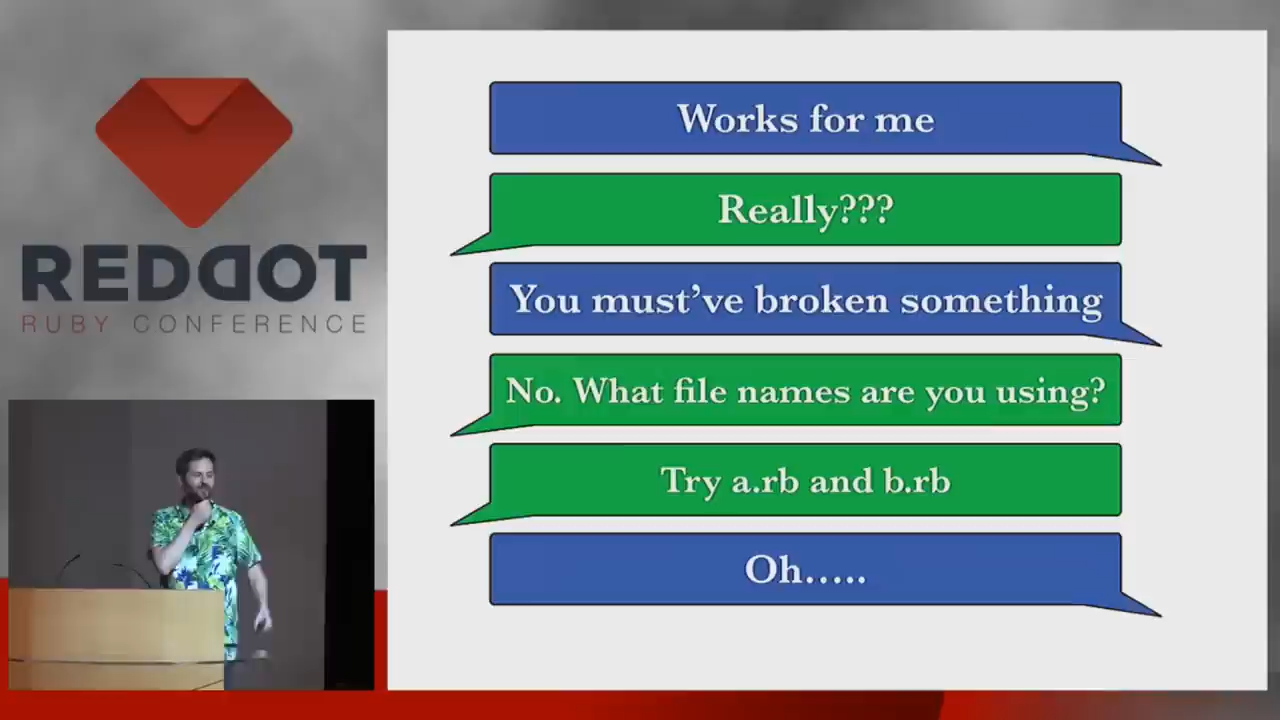 REDDOT
RUBY CONFERENCE
Works for me
Really???
You must’ve broken something
No. What file names are you using?
Try a.rb and b.rb
Oh…..